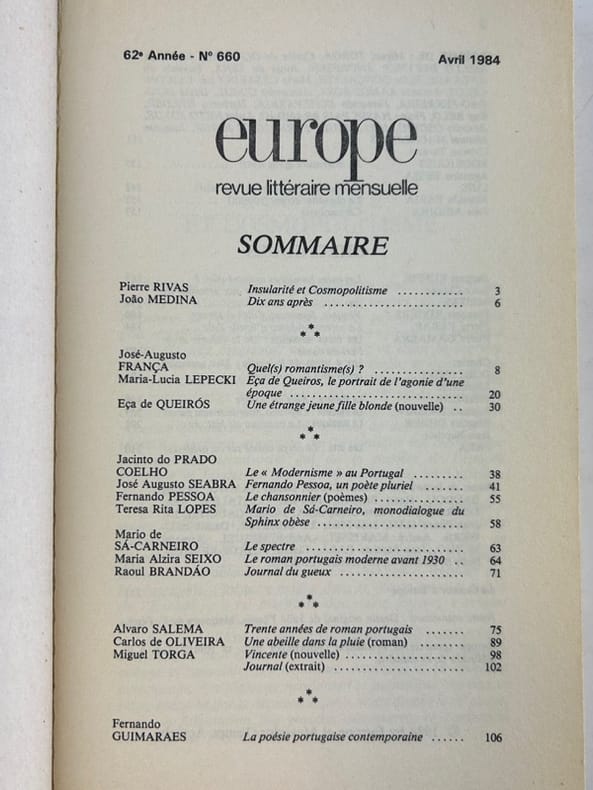 62e Année - N° 660
Avril 1984
europe
revue littéraire mensuelle
SOMMAIRE
Pierre RIVAS Insularité et Cosmopolitisme ............ 3
João MEDINA Dix ans après ........................ 6
***
José-Augusto
FRANÇA Quel(s) romantisme(s) ? ................ 8
Maria-Lucia LEPECKI Eça de Queiros, le portrait de l'agonie d'une
époque ............................... 20
Eça de QUEIRÓS Une étrange jeune fille blonde (nouvelle) .. 30
***
Jacinto do PRADO
COELHO Le « Modernisme » au Portugal ......... 38
José Augusto SEABRA Fernando Pessoa, un poète pluriel ....... 41
Fernando PESSOA Le chansonnier (poèmes) ................ 55
Teresa Rita LOPES Mario de Sá-Carneiro, monodialogue du
Sphinx obèse .......................... 58
Mario de
SÁ-CARNEIRO Le spectre ............................ 63
Maria Alzira SEIXO Le roman portugais moderne avant 1930 .. 64
Raoul BRANDÁO Journal du gueux ...................... 71
***
Alvaro SALEMA Trente années de roman portugais ....... 75
Carlos de OLIVEIRA Une abeille dans la pluie (roman) ........ 89
Miguel TORGA Vincente (nouvelle) ...................... 98
Journal (extrait) ........................ 102
***
Fernando
GUIMARAES La poésie portugaise contemporaine ...... 106